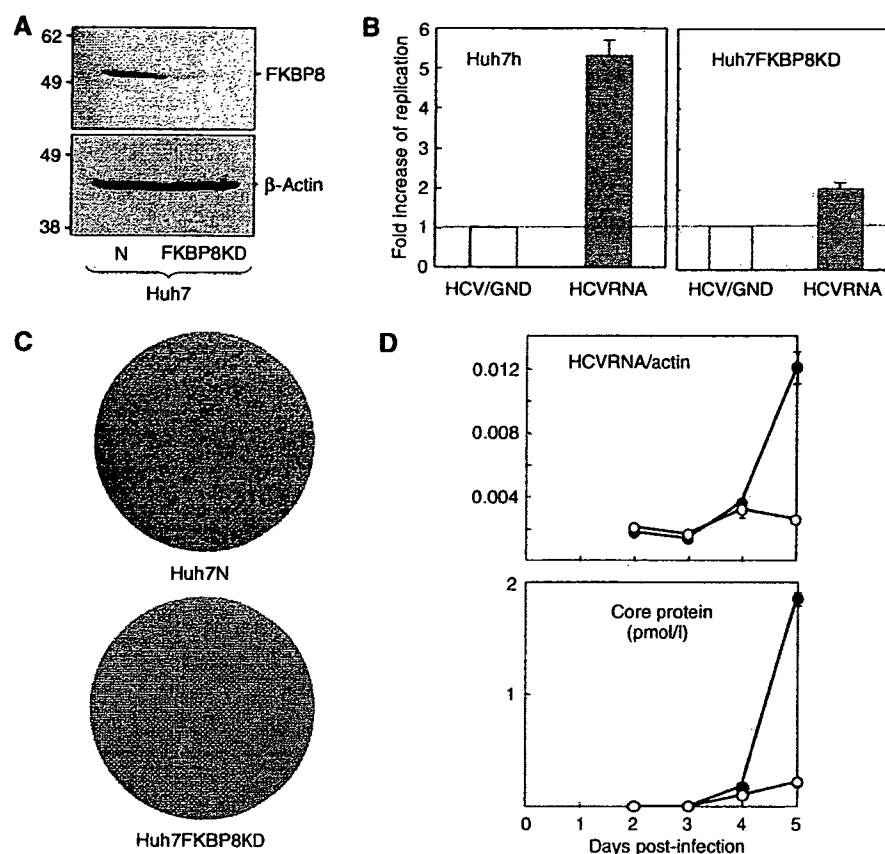 A
62
49
FKBP8
49
β-Actin
38
N FKBP8KD
Huh7
B
Fold increase of replication
6
5
4
3
2
1
0
Huh7h
HCV/GND HCVRNA
Huh7FKBP8KD
HCV/GND HCVRNA
C
Huh7N
Huh7FKBP8KD
D
HCVRNA/actin
0.012
0.008
0.004
2
Core protein
(pmol/l)
1
0 1 2 3 4 5
Days post-infection